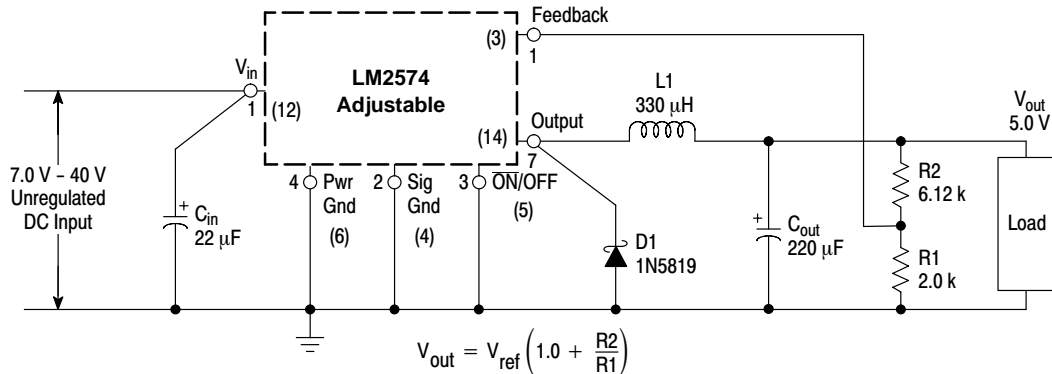 Feedback
(3)
1
V_in
1
(12)
LM2574
Adjustable
L1
330 μH
Output
(14)
7
V_out
5.0 V
7.0 V – 40 V
Unregulated
DC Input
+
C_in
22 μF
4
Pwr
Gnd
(6)
2
Sig
Gnd
(4)
3
O̅N̅/OFF
(5)
D1
1N5819
+
C_out
220 μF
R2
6.12 k
R1
2.0 k
Load
V_out = V_ref (1.0 + R2/R1)